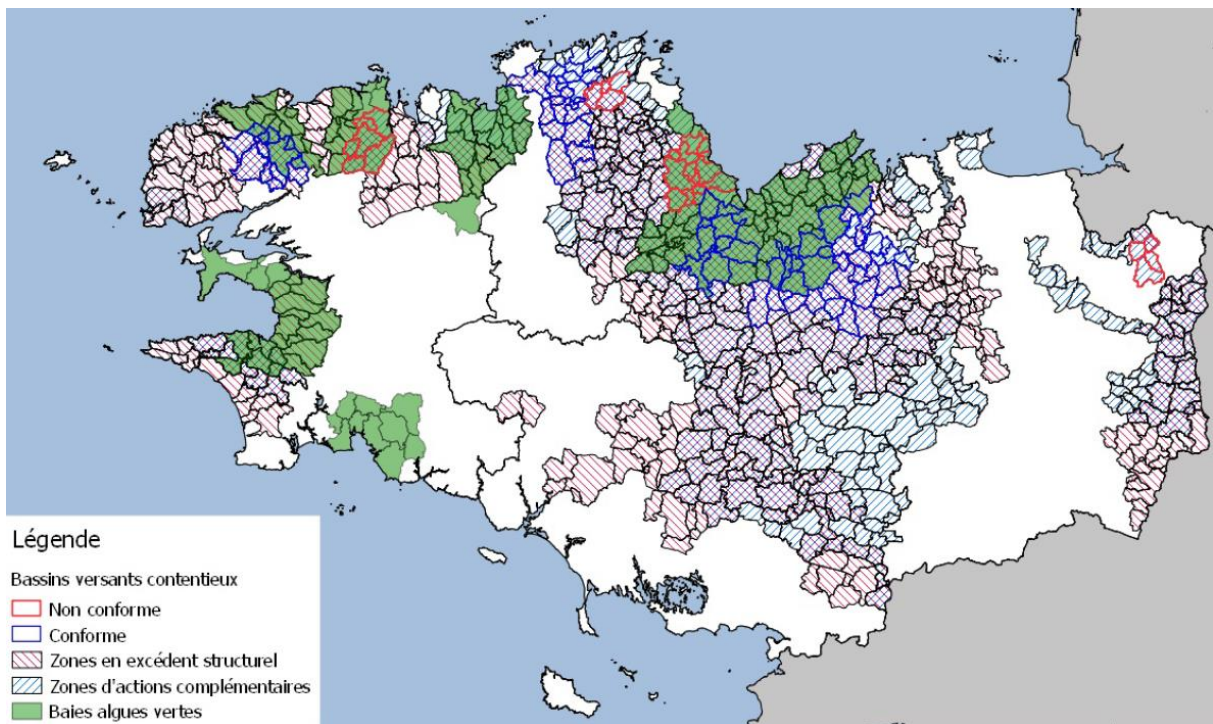 Légende
Bassins versants contentieux
Non conforme
Conforme
Zones en excédent structurel
Zones d'actions complémentaires
Baies algues vertes